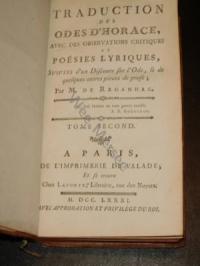 TRADUCTION
DES
ODES D'HORACE,
AVEC DES OBSERVATIONS CRITIQUES
ET
POÉSIES LYRIQUES,
SUIVIES d'un Discours sur l'Ode, & de
quelques autres pieces de prose;
Par M. DE REGANHAC.
TOME SECOND.
A PARIS,
DE L'IMPRIMERIE DE VALADE,
Et se trouve
Chez LAPORTE, Libraire, rue des Noyers.
M. DCC. LXXXI.
AVEC APPROBATION ET PRIVILEGE DU ROI.